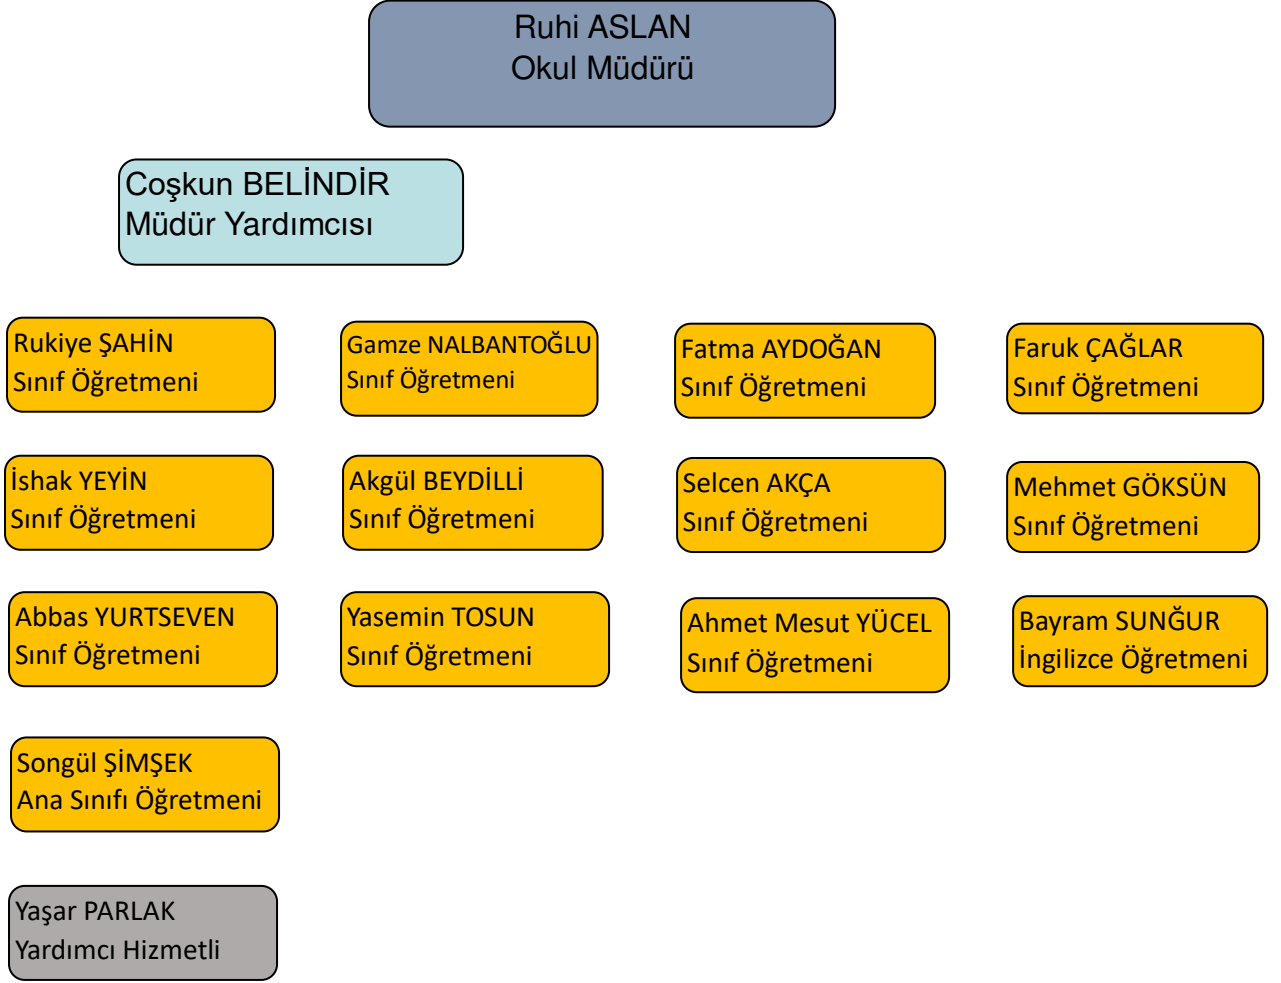 Ruhi ASLAN
Okul Müdürü
Coşkun BELİNDİR
Müdür Yardımcısı
Rukiye ŞAHİN
Sınıf Öğretmeni
Gamze NALBANTOĞLU
Sınıf Öğretmeni
Fatma AYDOĞAN
Sınıf Öğretmeni
Faruk ÇAĞLAR
Sınıf Öğretmeni
İshak YEYİN
Sınıf Öğretmeni
Akgül BEYDİLLİ
Sınıf Öğretmeni
Selcen AKÇA
Sınıf Öğretmeni
Mehmet GÖKSÜN
Sınıf Öğretmeni
Abbas YURTSEVEN
Sınıf Öğretmeni
Yasemin TOSUN
Sınıf Öğretmeni
Ahmet Mesut YÜCEL
Sınıf Öğretmeni
Bayram SUNĞUR
İngilizce Öğretmeni
Songül ŞİMŞEK
Ana Sınıfı Öğretmeni
Yaşar PARLAK
Yardımcı Hizmetli